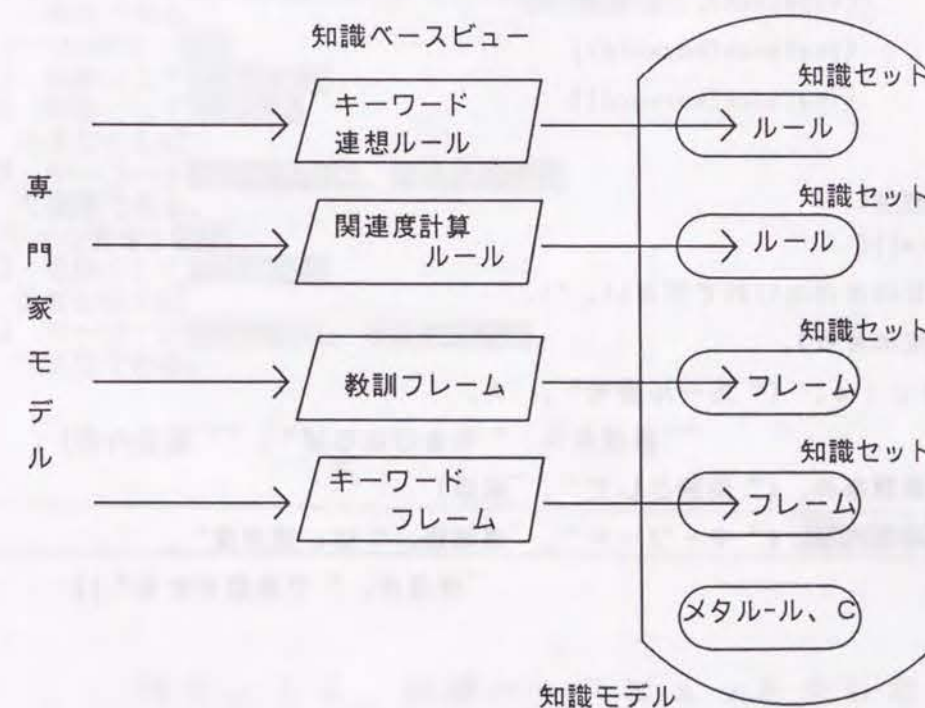 知識ベースビュー
知識セット
キーワード
連想ルール
ルール
専門家モデル
知識セット
関連度計算
ルール
ルール
知識セット
教訓フレーム
フレーム
知識セット
キーワード
フレーム
フレーム
メタルール、C
知識モデル